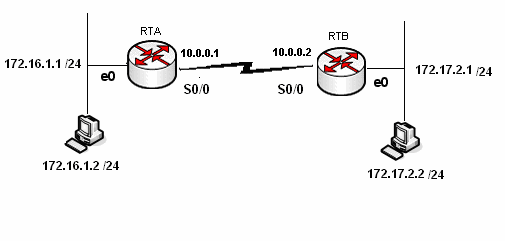 RTA
RTB
10.0.0.1
10.0.0.2
172.16.1.1 /24
172.17.2.1 /24
e0
e0
S0/0
S0/0
172.16.1.2 /24
172.17.2.2 /24